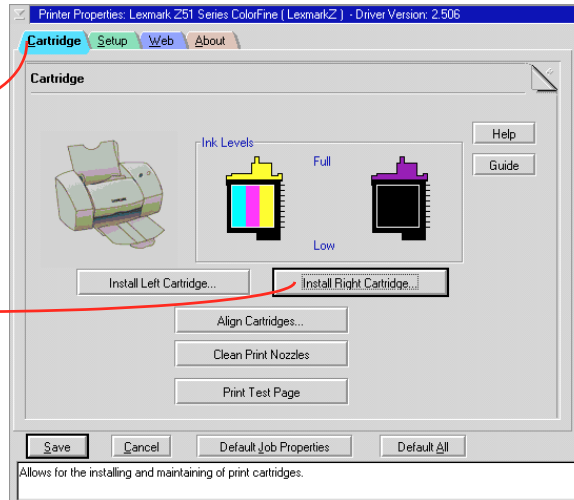 Printer Properties: Lexmark Z51 Series ColorFine ( LexmarkZ ) - Driver Version: 2.506
Cartridge Setup Web About
Cartridge
Ink Levels
Full
Low
Help
Guide
Install Left Cartridge... Install Right Cartridge...
Align Cartridges...
Clean Print Nozzles
Print Test Page
Save Cancel Default Job Properties Default All
Allows for the installing and maintaining of print cartridges.